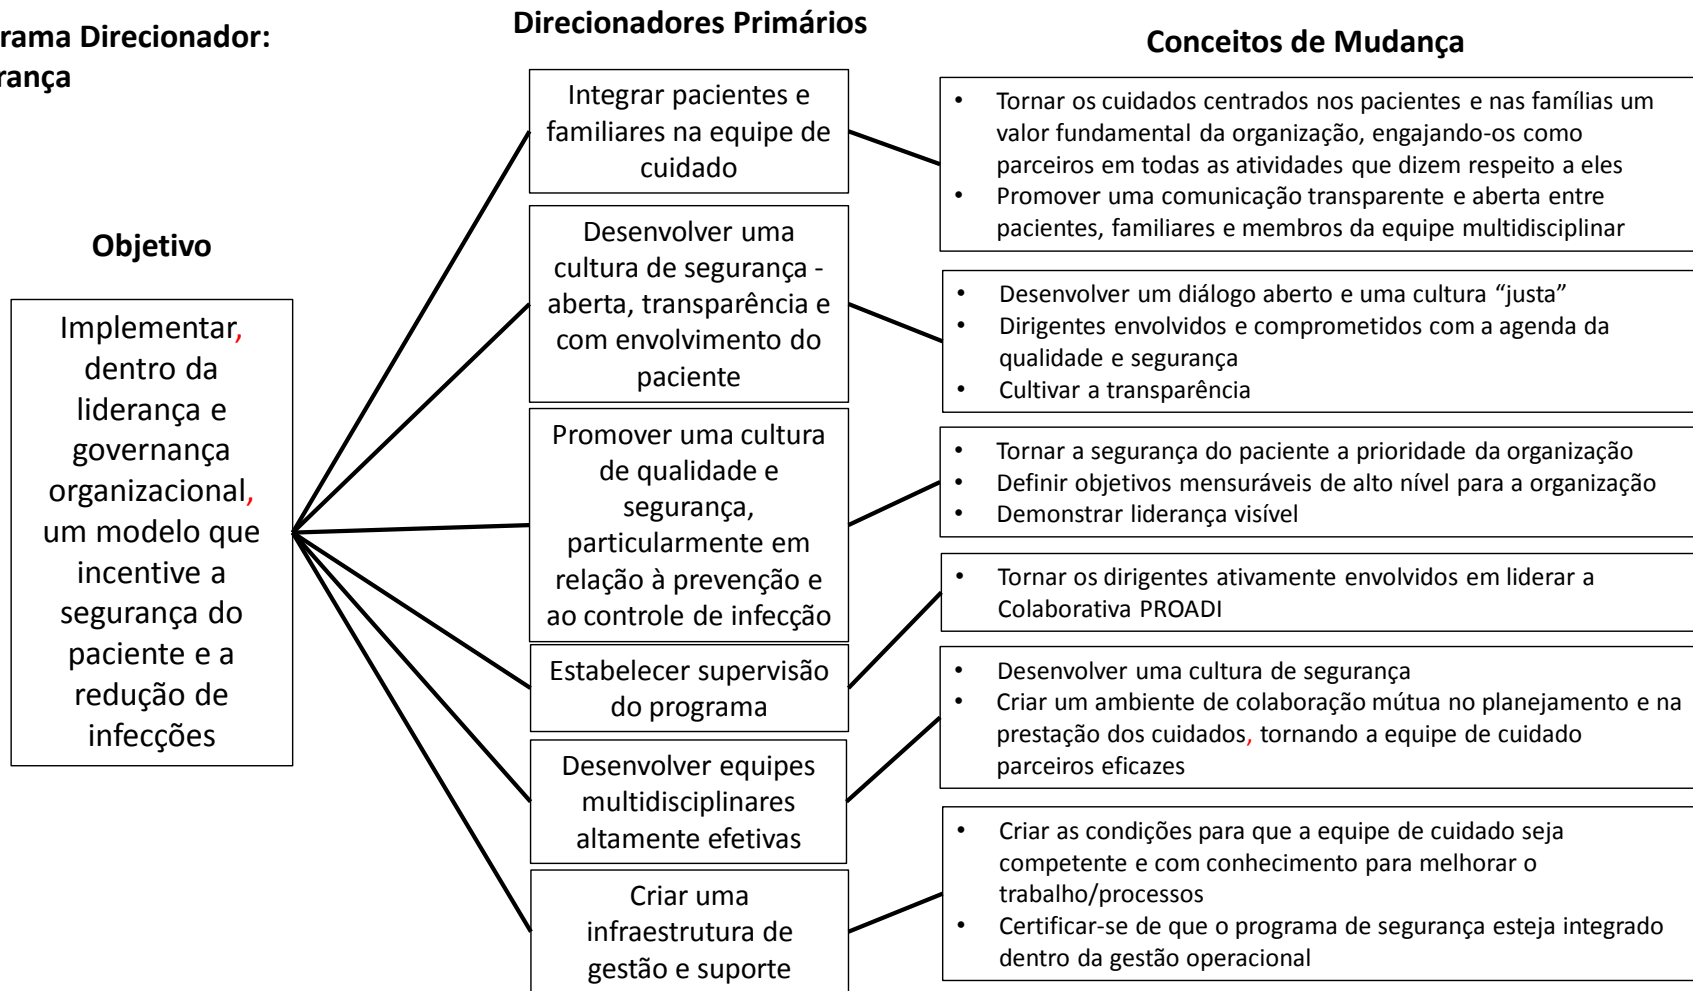 rama Direcionador:
rança
Objetivo
Implementar,
dentro da
liderança e
governança
organizacional,
um modelo que
incentive a
segurança do
paciente e a
redução de
infecções
Direcionadores Primários
Integrar pacientes e
familiares na equipe de
cuidado
Desenvolver uma
cultura de segurança -
aberta, transparência e
com envolvimento do
paciente
Promover uma cultura
de qualidade e
segurança,
particularmente em
relação à prevenção e
ao controle de infecção
Estabelecer supervisão
do programa
Desenvolver equipes
multidisciplinares
altamente efetivas
Criar uma
infraestrutura de
gestão e suporte
Conceitos de Mudança
• Tornar os cuidados centrados nos pacientes e nas famílias um
valor fundamental da organização, engajando-os como
parceiros em todas as atividades que dizem respeito a eles
• Promover uma comunicação transparente e aberta entre
pacientes, familiares e membros da equipe multidisciplinar
• Desenvolver um diálogo aberto e uma cultura “justa”
• Dirigentes envolvidos e comprometidos com a agenda da
qualidade e segurança
• Cultivar a transparência
• Tornar a segurança do paciente a prioridade da organização
• Definir objetivos mensuráveis de alto nível para a organização
• Demonstrar liderança visível
• Tornar os dirigentes ativamente envolvidos em liderar a
Colaborativa PROADI
• Desenvolver uma cultura de segurança
• Criar um ambiente de colaboração mútua no planejamento e na
prestação dos cuidados, tornando a equipe de cuidado
parceiros eficazes
• Criar as condições para que a equipe de cuidado seja
competente e com conhecimento para melhorar o
trabalho/processos
• Certificar-se de que o programa de segurança esteja integrado
dentro da gestão operacional